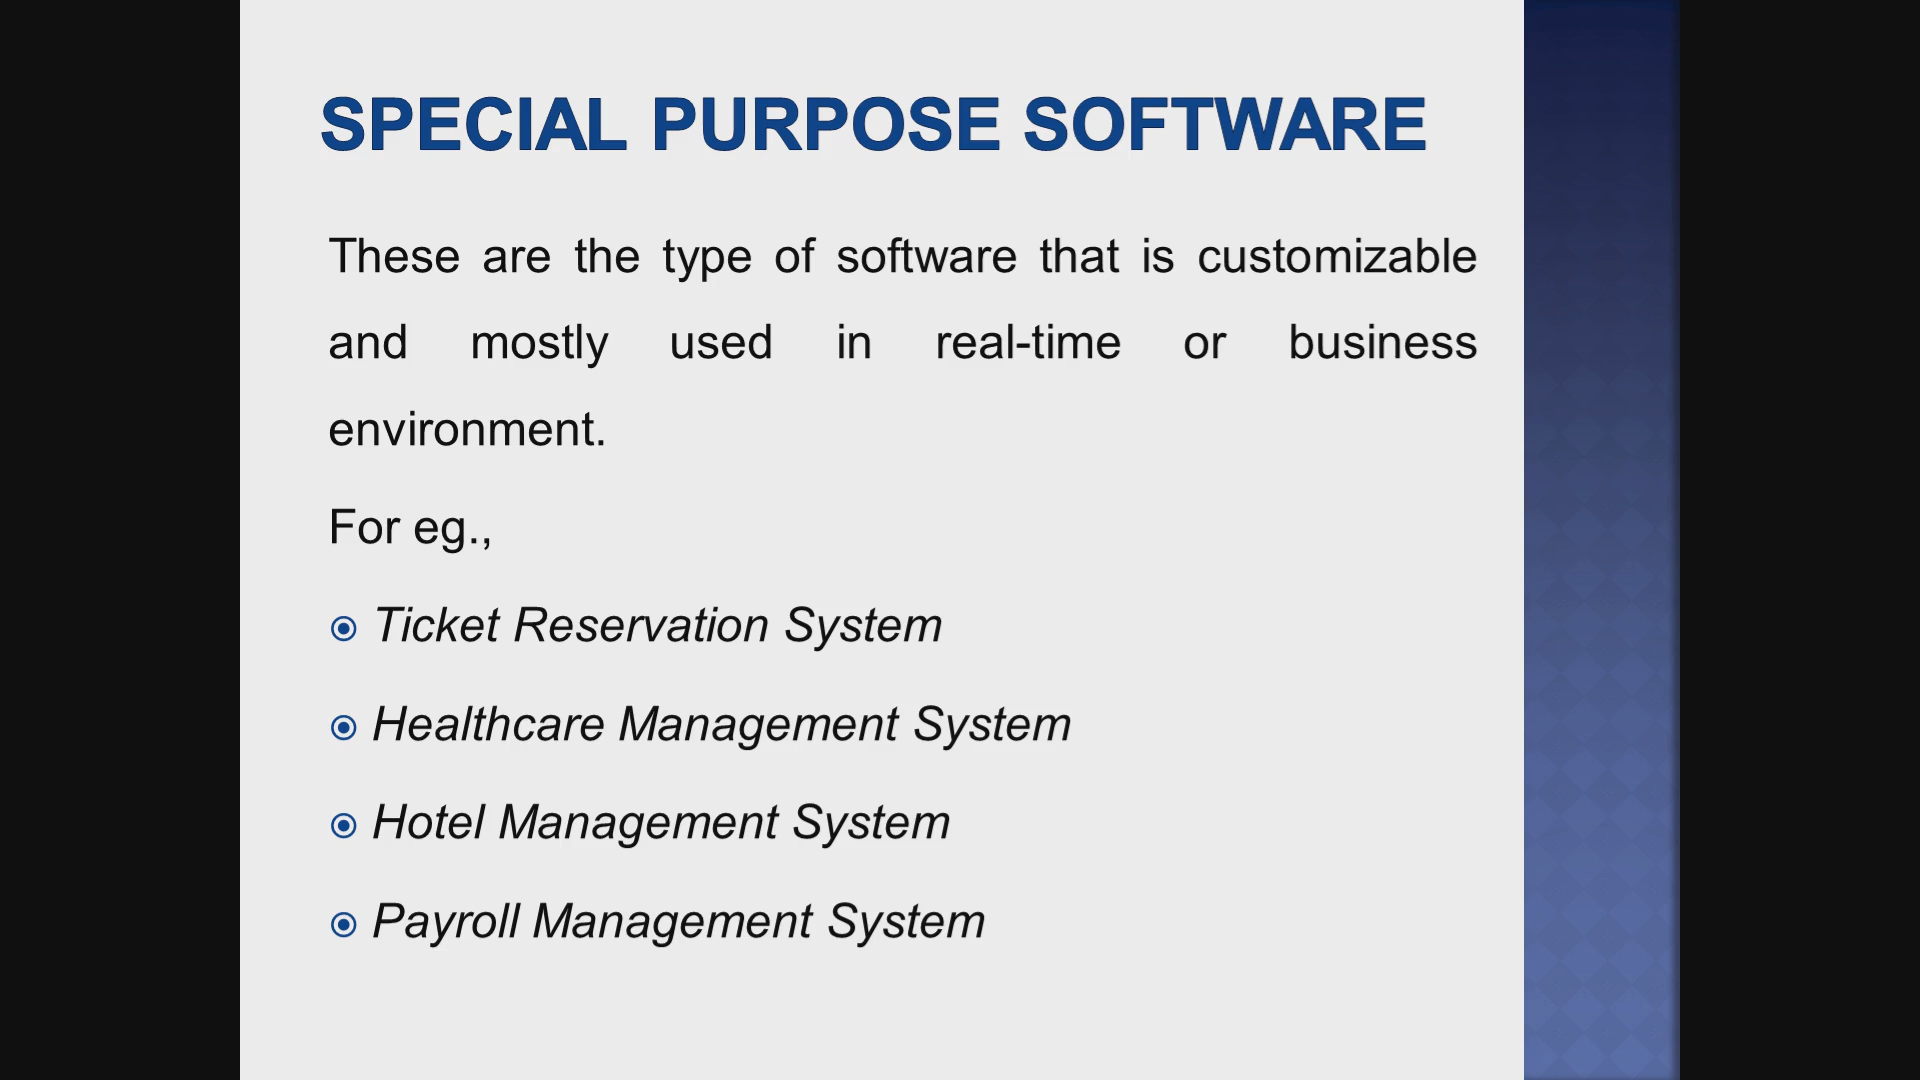 SPECIAL PURPOSE SOFTWARE
These are the type of software that is customizable
and mostly used in real-time or business
environment.
For eg.,
Ticket Reservation System
Healthcare Management System
Hotel Management System
Payroll Management System